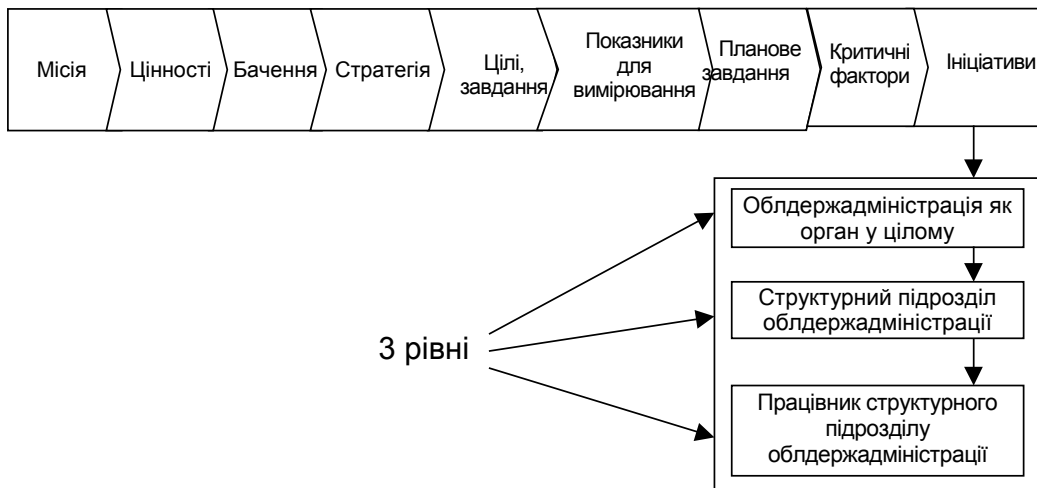 Місія
Цінності
Бачення
Стратегія
Цілі,
завдання
Показники
для
вимірювання
Планове
завдання
Критичні
фактори
Ініціативи
Облдержадміністрація як
орган у цілому
Структурний підрозділ
облдержадміністрації
3 рівні
Працівник структурного
підрозділу
облдержадміністрації